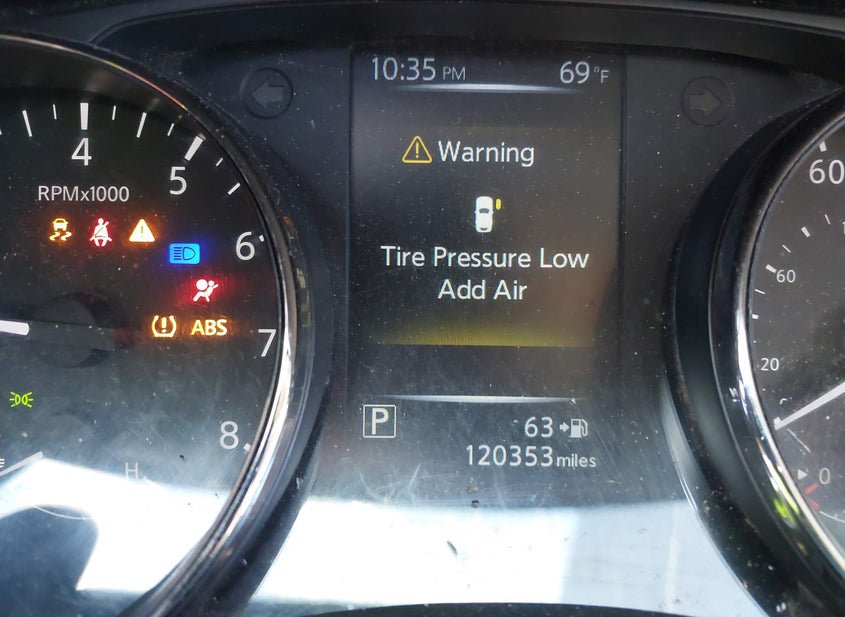 10:35 PM 69°F
Warning
Tire Pressure Low
Add Air
P 63
120353 miles
4
5
RPMx1000
6
ABS
7
8
H
60
60
20
0